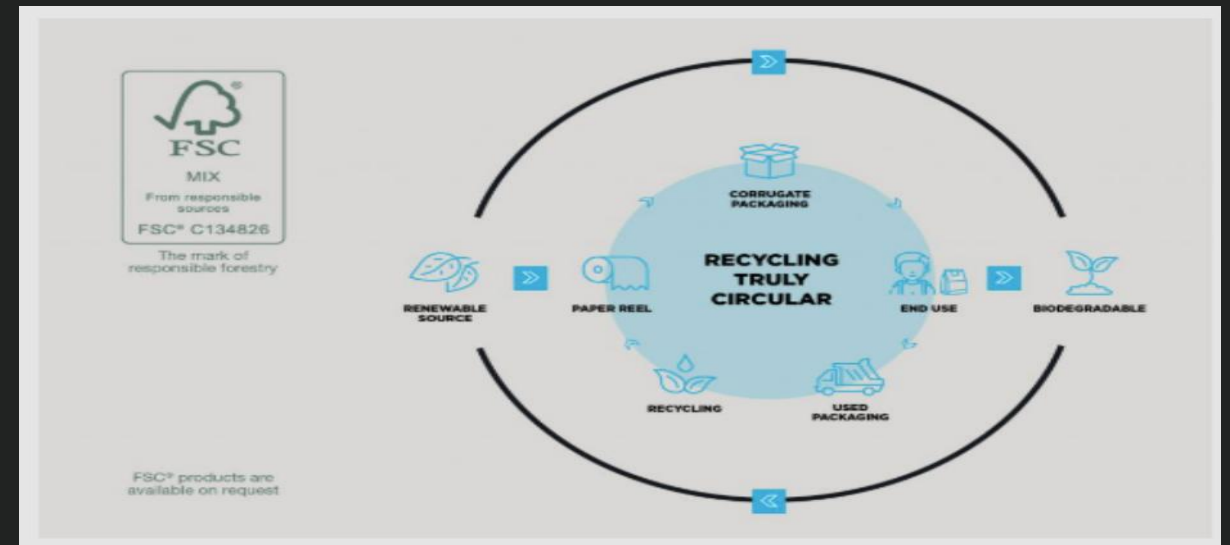 FSC®
MIX
From responsible
sources
FSC® C134826
The mark of
responsible forestry
FSC® products are
available on request
CORRUGATE
PACKAGING
RECYCLING
TRULY
CIRCULAR
RENEWABLE
SOURCE
PAPER REEL
END USE
BIODEGRADABLE
RECYCLING
USED
PACKAGING